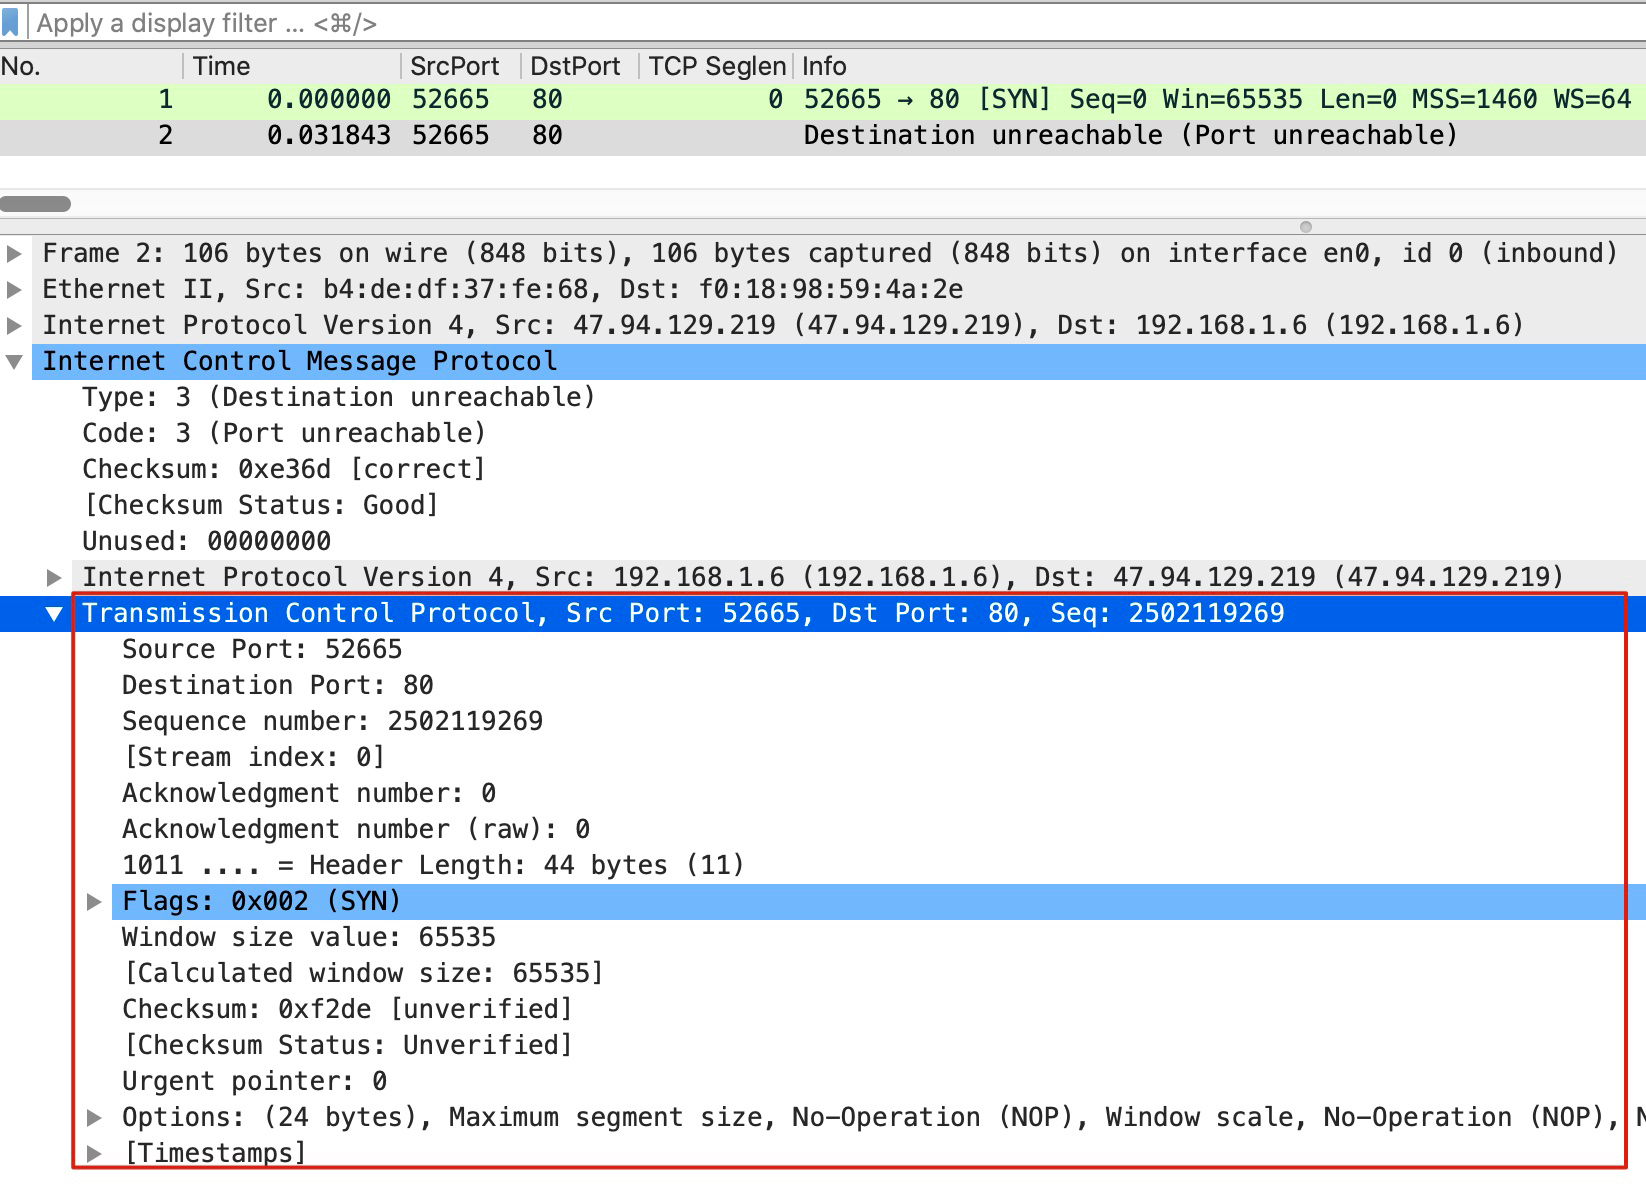 Apply a display filter ... <⌘/>
No. Time SrcPort DstPort TCP Seglen Info
1 0.000000 52665 80 0 52665 → 80 [SYN] Seq=0 Win=65535 Len=0 MSS=1460 WS=64
2 0.031843 52665 80 Destination unreachable (Port unreachable)
Frame 2: 106 bytes on wire (848 bits), 106 bytes captured (848 bits) on interface en0, id 0 (inbound)
Ethernet II, Src: b4:de:df:37:fe:68, Dst: f0:18:98:59:4a:2e
Internet Protocol Version 4, Src: 47.94.129.219 (47.94.129.219), Dst: 192.168.1.6 (192.168.1.6)
Internet Control Message Protocol
Type: 3 (Destination unreachable)
Code: 3 (Port unreachable)
Checksum: 0xe36d [correct]
[Checksum Status: Good]
Unused: 00000000
Internet Protocol Version 4, Src: 192.168.1.6 (192.168.1.6), Dst: 47.94.129.219 (47.94.129.219)
Transmission Control Protocol, Src Port: 52665, Dst Port: 80, Seq: 2502119269
Source Port: 52665
Destination Port: 80
Sequence number: 2502119269
[Stream index: 0]
Acknowledgment number: 0
Acknowledgment number (raw): 0
1011 .... = Header Length: 44 bytes (11)
Flags: 0x002 (SYN)
Window size value: 65535
[Calculated window size: 65535]
Checksum: 0xf2de [unverified]
[Checksum Status: Unverified]
Urgent pointer: 0
Options: (24 bytes), Maximum segment size, No-Operation (NOP), Window scale, No-Operation (NOP), N
[Timestamps]